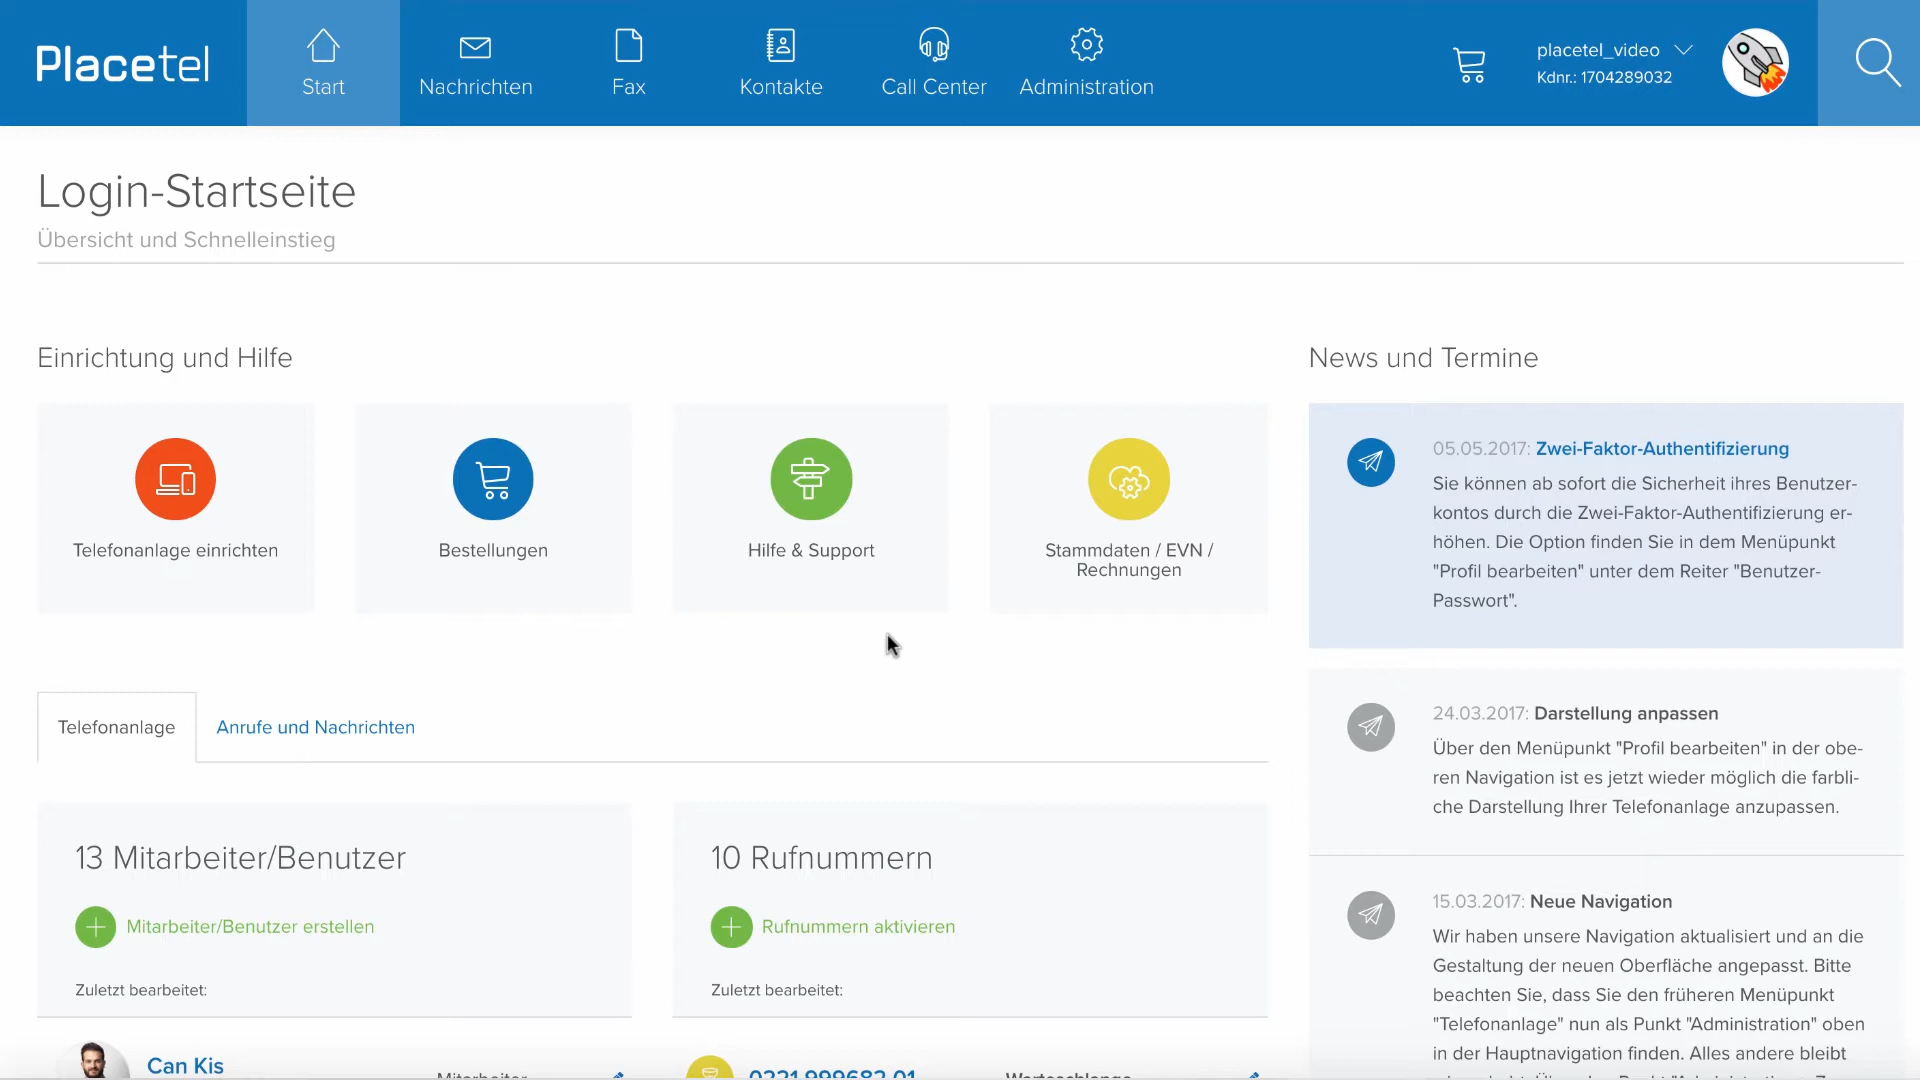 Placetel
Start
Nachrichten
Fax
Kontakte
Call Center
Administration
placetel_video
Kdnr.: 1704289032
Login-Startseite
Übersicht und Schnelleinstieg
Einrichtung und Hilfe
Telefonanlage einrichten
Bestellungen
Hilfe & Support
Stammdaten / EVN /
Rechnungen
Telefonanlage
Anrufe und Nachrichten
13 Mitarbeiter/Benutzer
Mitarbeiter/Benutzer erstellen
Zuletzt bearbeitet:
Can Kis
Mitarbeiter
10 Rufnummern
Rufnummern aktivieren
Zuletzt bearbeitet:
0221 999682 01
Warteschlange
News und Termine
05.05.2017: Zwei-Faktor-Authentifizierung
Sie können ab sofort die Sicherheit ihres Benutzer-
kontos durch die Zwei-Faktor-Authentifizierung er-
höhen. Die Option finden Sie in dem Menüpunkt
"Profil bearbeiten" unter dem Reiter "Benutzer-
Passwort".
24.03.2017: Darstellung anpassen
Über den Menüpunkt "Profil bearbeiten" in der obe-
ren Navigation ist es jetzt wieder möglich die farbli-
che Darstellung Ihrer Telefonanlage anzupassen.
15.03.2017: Neue Navigation
Wir haben unsere Navigation aktualisiert und an die
Gestaltung der neuen Oberfläche angepasst. Bitte
beachten Sie, dass Sie den früheren Menüpunkt
"Telefonanlage" nun als Punkt "Administration" oben
in der Hauptnavigation finden. Alles andere bleibt